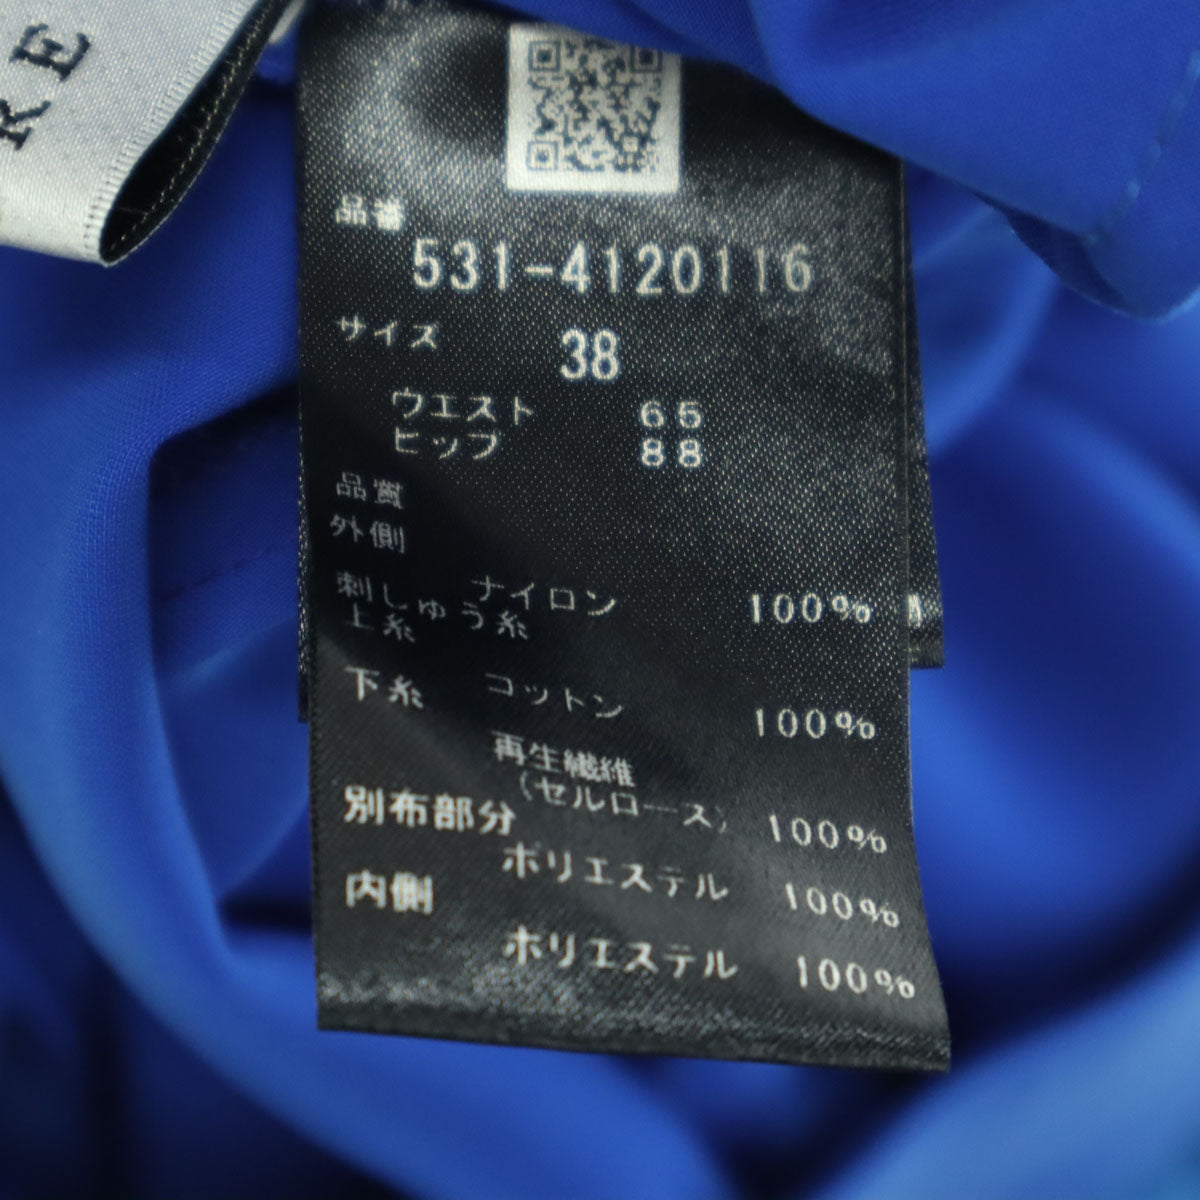 RE
品番
531-4120116
サイズ 38
ウエスト 65
ヒップ 88
品質
外側
ナイロン 100%
刺しゅう糸
上糸
コットン 100%
下糸
再生繊維
(セルロース) 100%
別布部分
ポリエステル 100%
内側
ポリエステル 100%